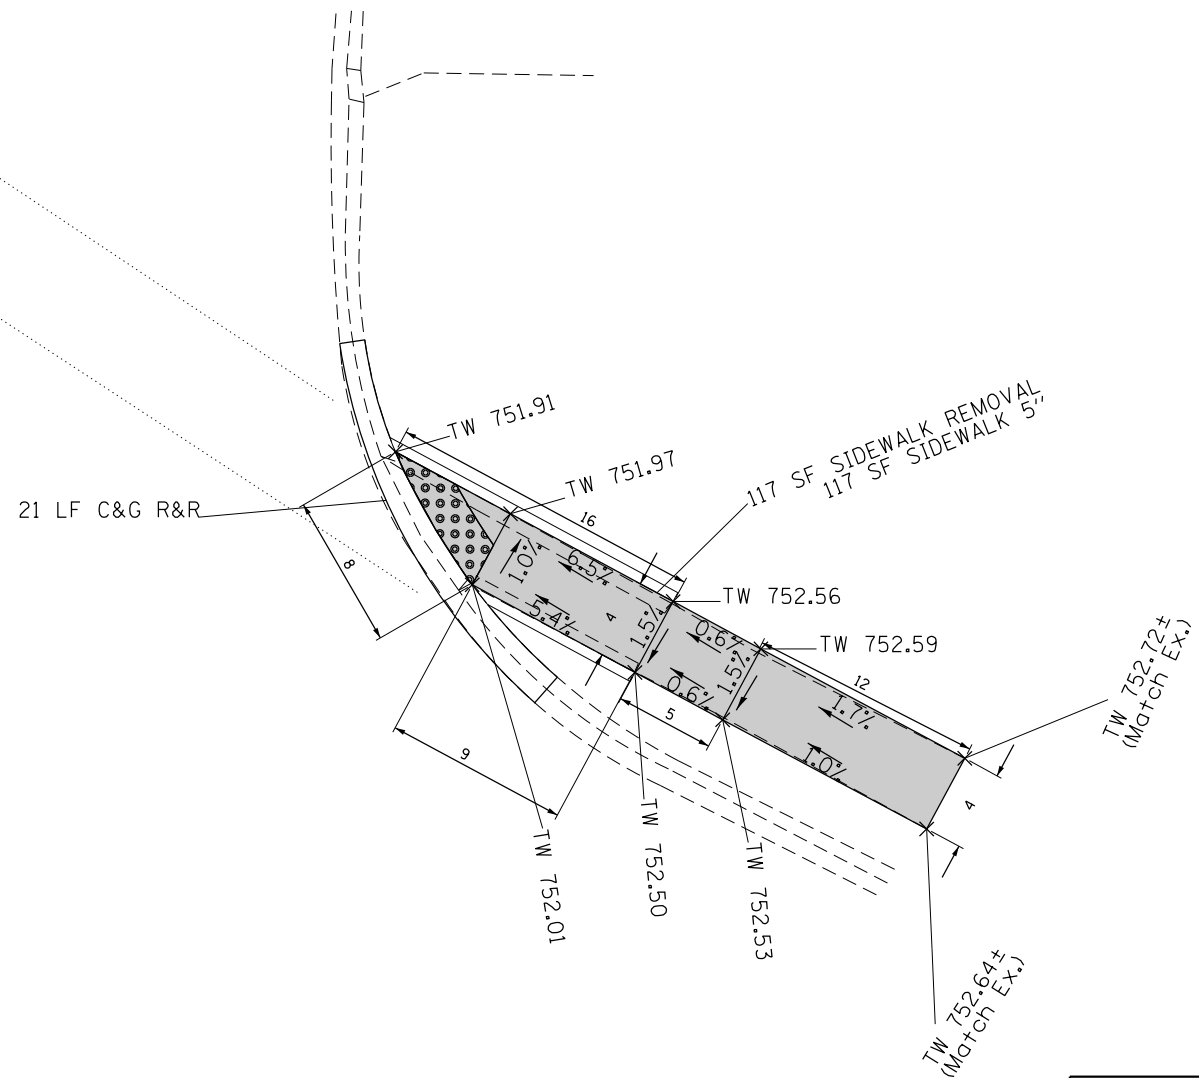 TW 751.91
TW 751.97
117 SF SIDEWALK REMOVAL
117 SF SIDEWALK 5"
21 LF C&G R&R
16
8
1.0%
6.5%
5.4%
4
1.5%
TW 752.56
0.6%
TW 752.59
1.5%
0.6%
5
12
1.7%
1.0%
TW 752.72±
(Match Ex.)
4
9
TW 752.01
TW 752.50
TW 752.53
TW 752.64±
(Match Ex.)